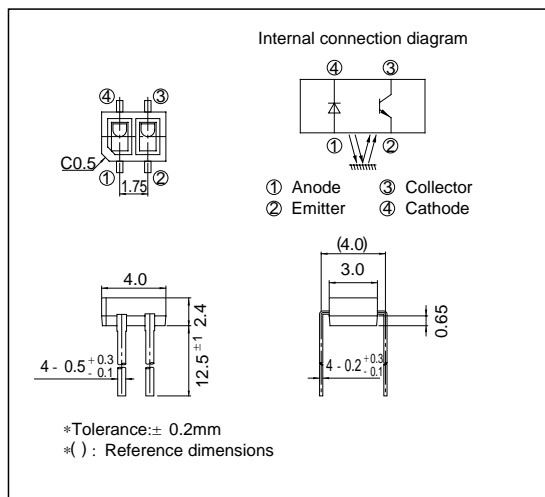 Internal connection diagram
④ ③
④ ③
C0.5
① ②
1.75
① ②
① Anode ③ Collector
② Emitter ④ Cathode
4.0
2.4
12.5 ±1
4 - 0.5 +0.3 - 0.1
(4.0)
3.0
0.65
4 - 0.2 +0.3 - 0.1
*Tolerance:± 0.2mm
*( ) : Reference dimensions